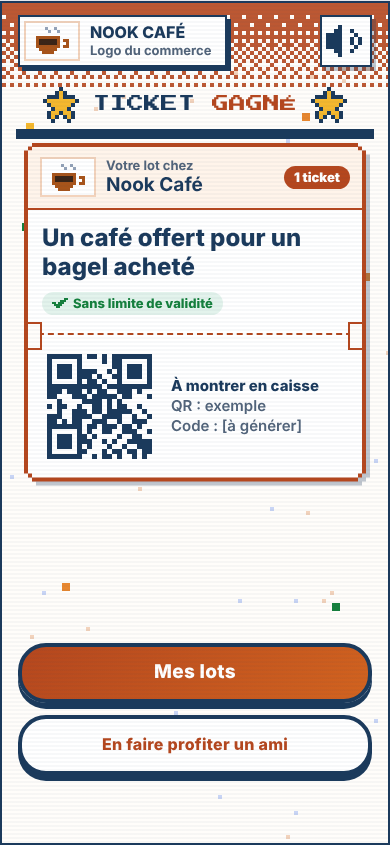 NOOK CAFÉ
Logo du commerce
TICKET GAGNÉ
Votre lot chez
Nook Café
1 ticket
Un café offert pour un
bagel acheté
Sans limite de validité
À montrer en caisse
QR : exemple
Code : [à générer]
Mes lots
En faire profiter un ami